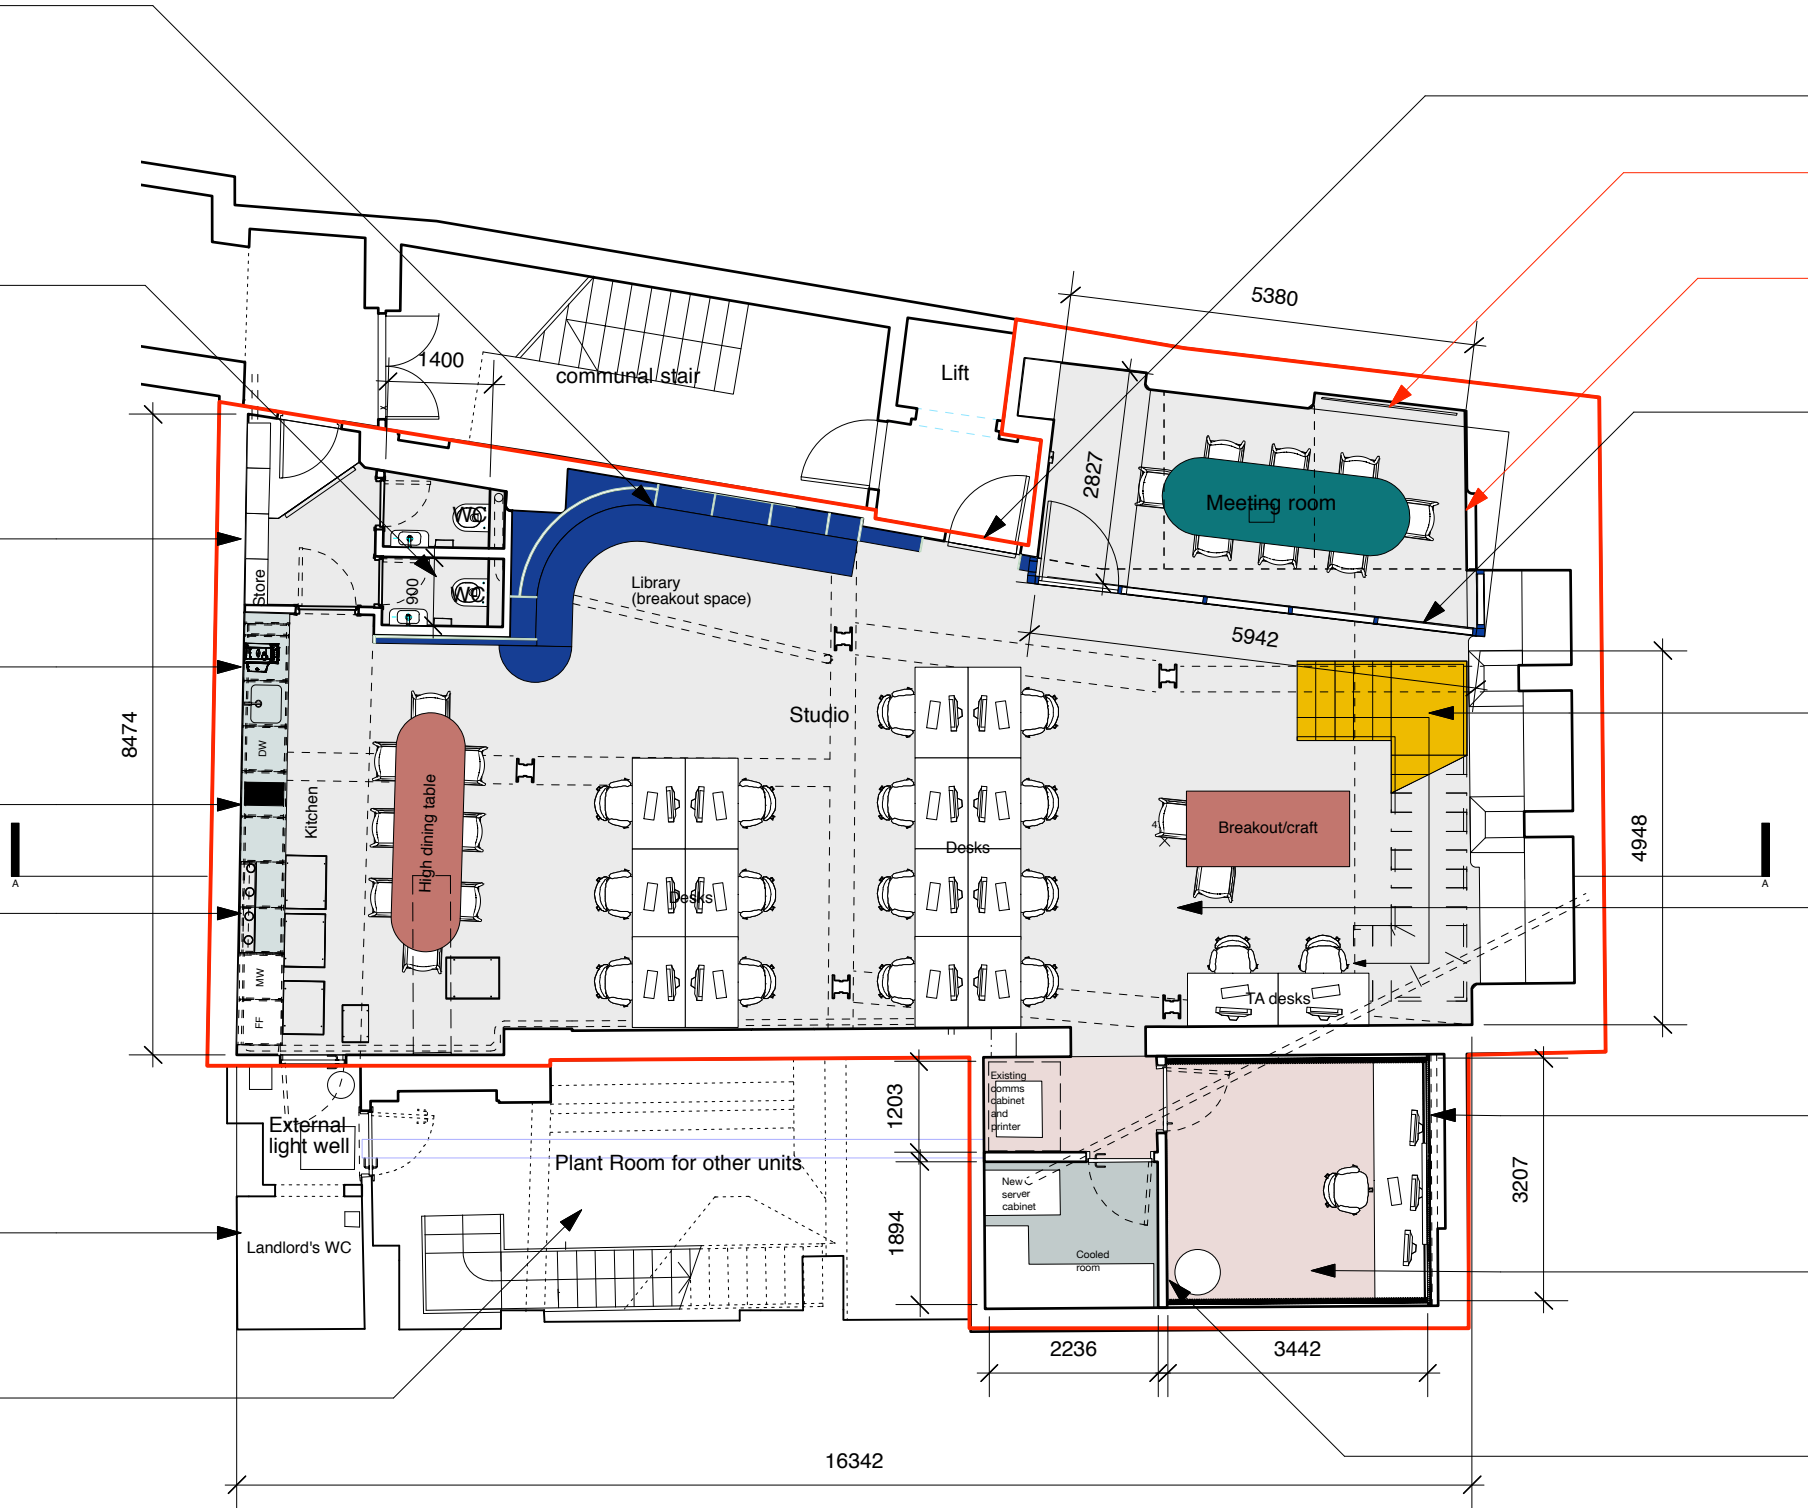 5380
1400
communal stair
Lift
2827
Meeting room
WC
900
WC
Store
Library
(breakout space)
5942
Studio
8474
DW
Kitchen
High dining table
Breakout/craft
4948
Desks
Desks
A
A
MW
FF
TA desks
Existing
comms
cabinet
and
printer
1203
External
light well
Plant Room for other units
New
server
cabinet
3207
1894
Landlord's WC
Cooled
room
2236
3442
16342